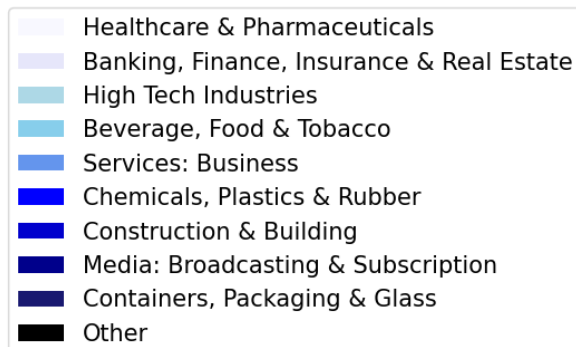 Healthcare & Pharmaceuticals
Banking, Finance, Insurance & Real Estate
High Tech Industries
Beverage, Food & Tobacco
Services: Business
Chemicals, Plastics & Rubber
Construction & Building
Media: Broadcasting & Subscription
Containers, Packaging & Glass
Other